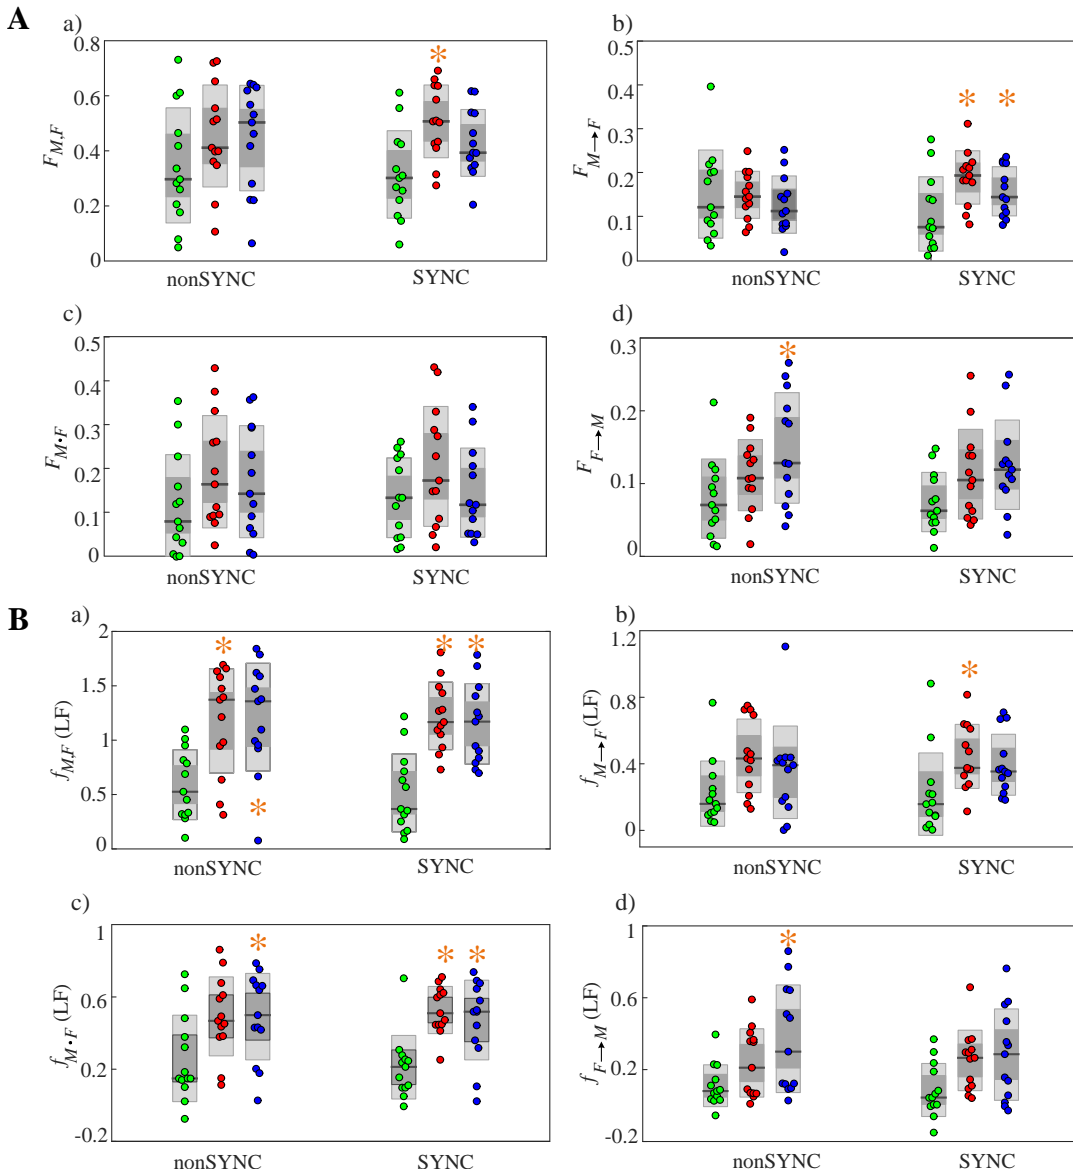 A
a)
b)
0.8
0.6
0.4
0.2
0
F_{M,F}
*
nonSYNC
SYNC
0.5
0.4
0.3
0.2
0.1
0
F_{M→F}
* *
nonSYNC
SYNC
c)
d)
0.5
0.4
0.3
0.2
0.1
0
F_{M·F}
nonSYNC
SYNC
0.3
0.2
0.1
0
F_{F→M}
*
nonSYNC
SYNC
B
a)
b)
2
1.5
1
0.5
0
f_{M,F} (LF)
* * *
*
nonSYNC
SYNC
1.2
0.8
0.4
0
f_{M→F} (LF)
*
nonSYNC
SYNC
c)
d)
1
0.6
0.2
-0.2
f_{M·F} (LF)
* * *
nonSYNC
SYNC
1
0.6
0.2
-0.2
f_{F→M} (LF)
*
nonSYNC
SYNC